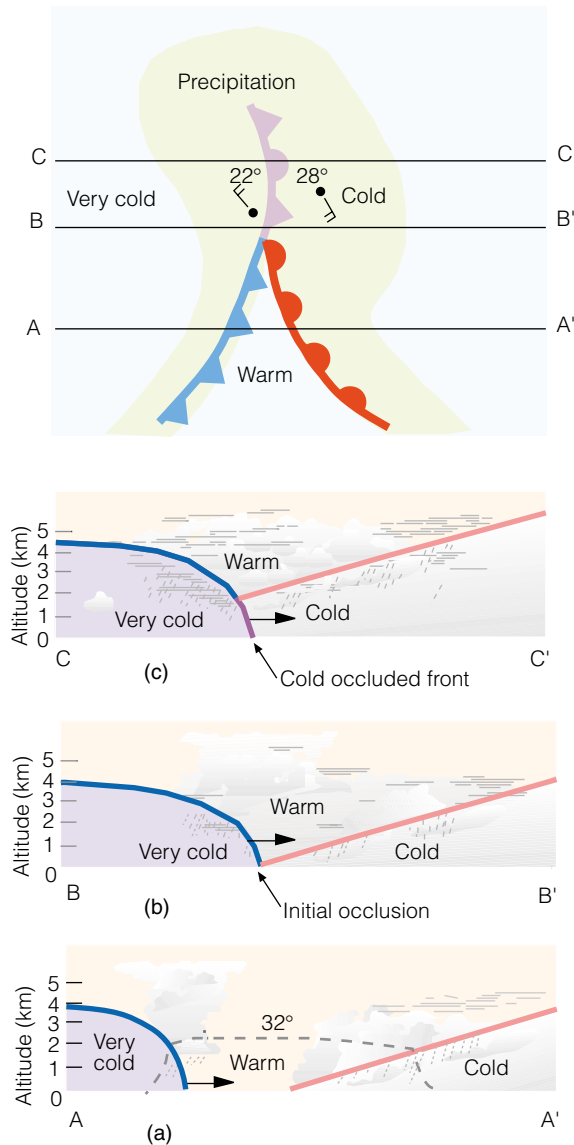 Precipitation
C C'
22° 28°
Very cold Cold
B B'
A A'
Warm
Altitude (km)
5
4
3
2
1
0
Warm
Very cold Cold
C C'
(c) Cold occluded front
Altitude (km)
5
4
3
2
1
0
Warm
Very cold Cold
B B'
(b) Initial occlusion
Altitude (km)
5
4
3
2
1
0
32°
Very
cold Warm Cold
A A'
(a)